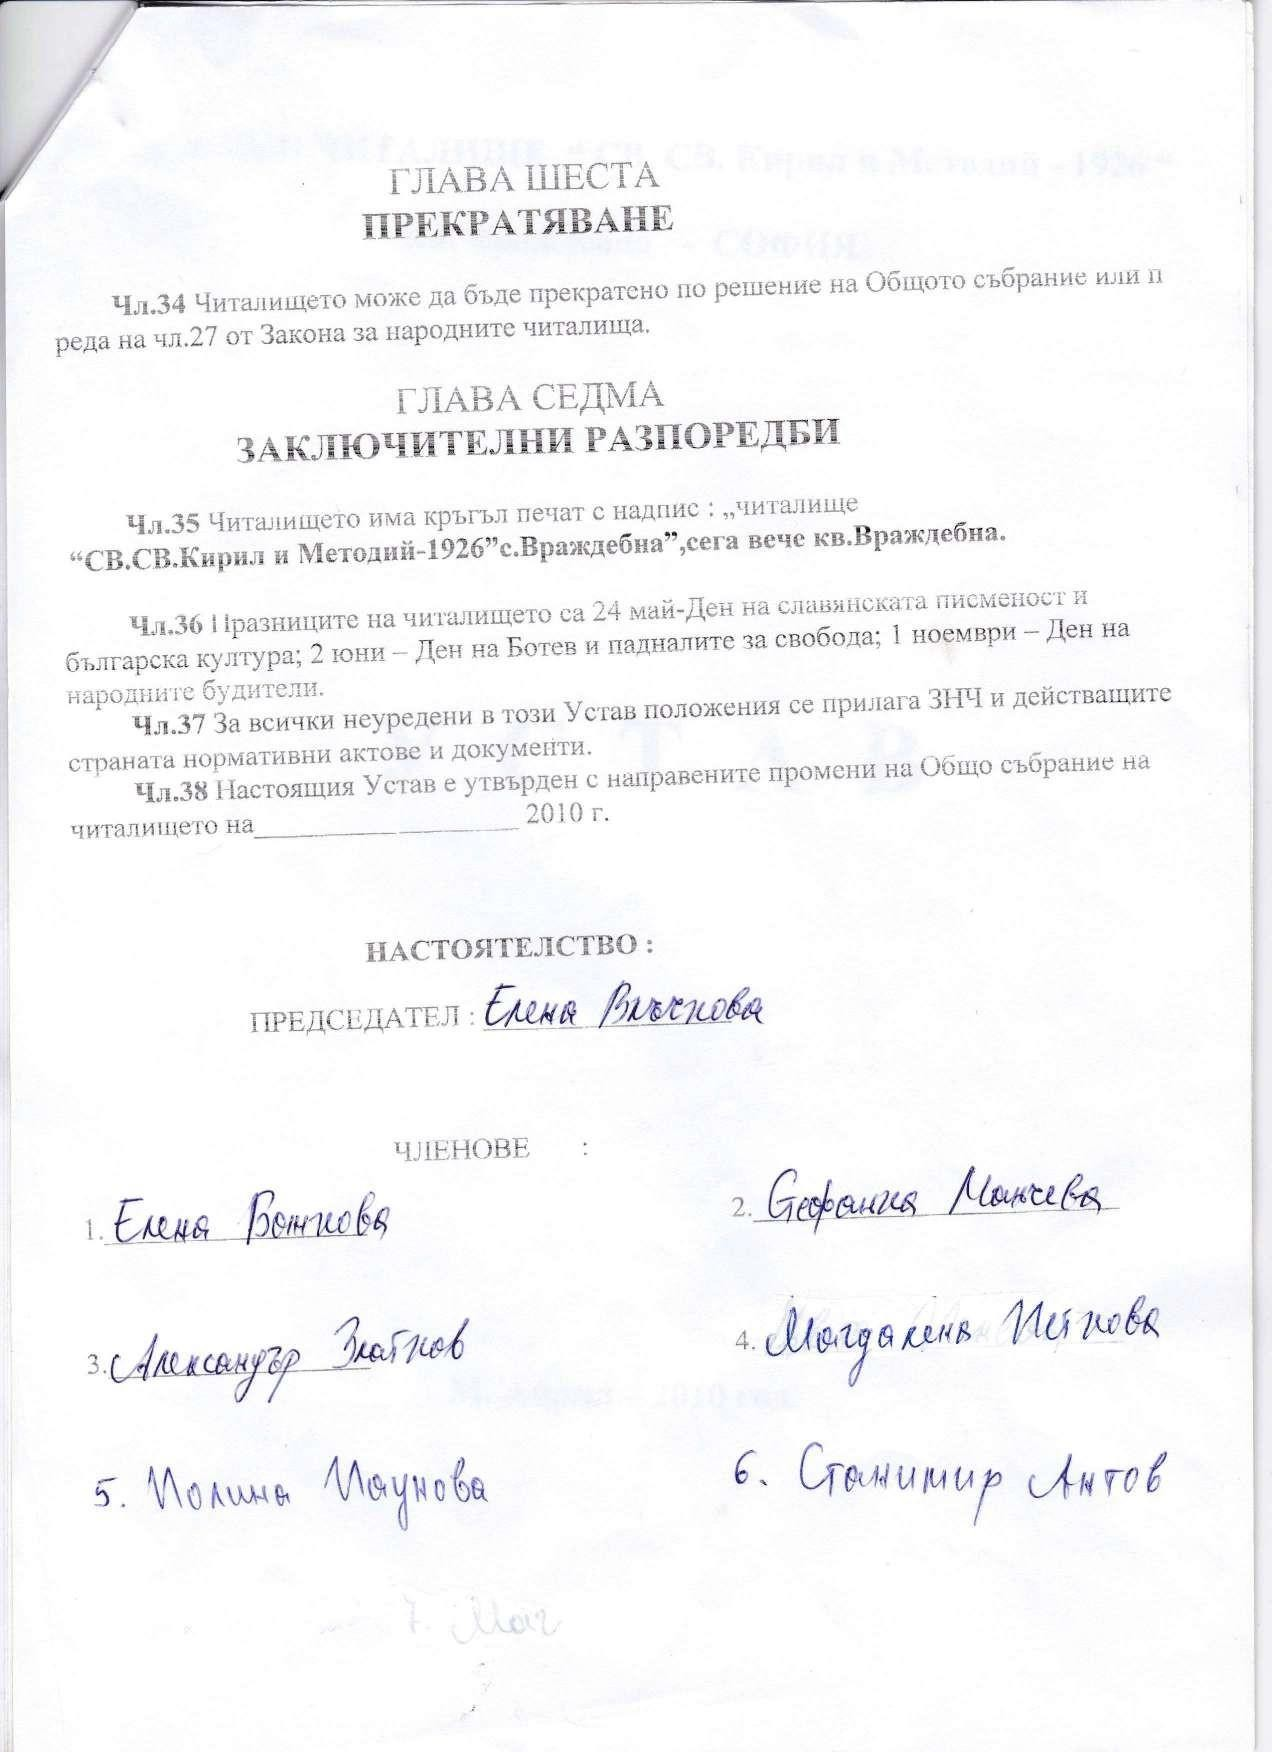 ГЛАВА ШЕСТА
ПРЕКРАТЯВАНЕ
Чл.34 Читалището може да бъде прекратено по решение на Общото събрание или п
реда на чл.27 от Закона за народните читалища.
ГЛАВА СЕДМА
ЗАКЛЮЧИТЕЛНИ РАЗПОРЕДБИ
Чл.35 Читалището има кръгъл печат с надпис : „читалище
“СВ.СВ.Кирил и Методий-1926”с.Враждебна”,сега вече кв.Враждебна.
Чл.36 Празниците на читалището са 24 май-Ден на славянската писменост и
българска култура; 2 юни – Ден на Ботев и падналите за свобода; 1 ноември – Ден на
народните будители.
Чл.37 За всички неуредени в този Устав положения се прилага ЗНЧ и действащите
страната нормативни актове и документи.
Чл.38 Настоящия Устав е утвърден с направените промени на Общо събрание на
читалището на____________________ 2010 г.
НАСТОЯТЕЛСТВО :
ПРЕДСЕДАТЕЛ : Елена Влъчкова
ЧЛЕНОВЕ :
1. Елена Божкова 2. Стефанка Манчева
3. Александър Златков 4. Магдалена Петкова
5. Полина Паунова 6. Станимир Антов